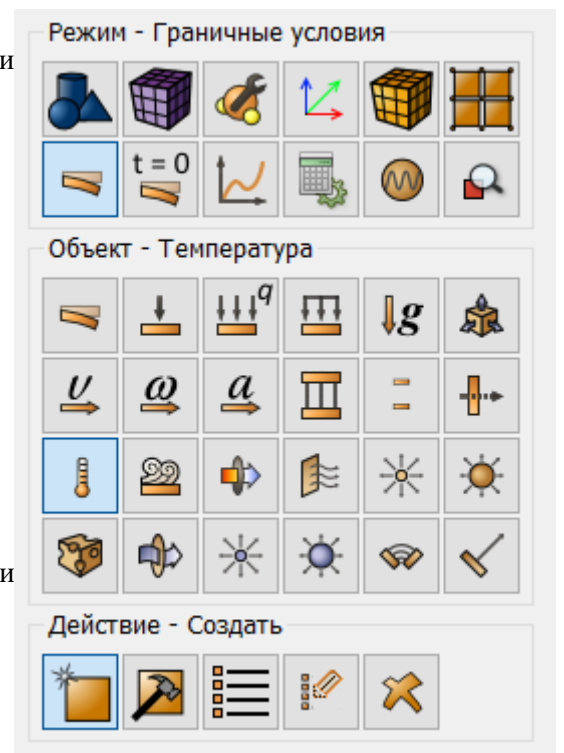 Режим - Граничные условия
и
t = 0
Объект - Температура
q
g
υ ω a
и
Действие - Создать